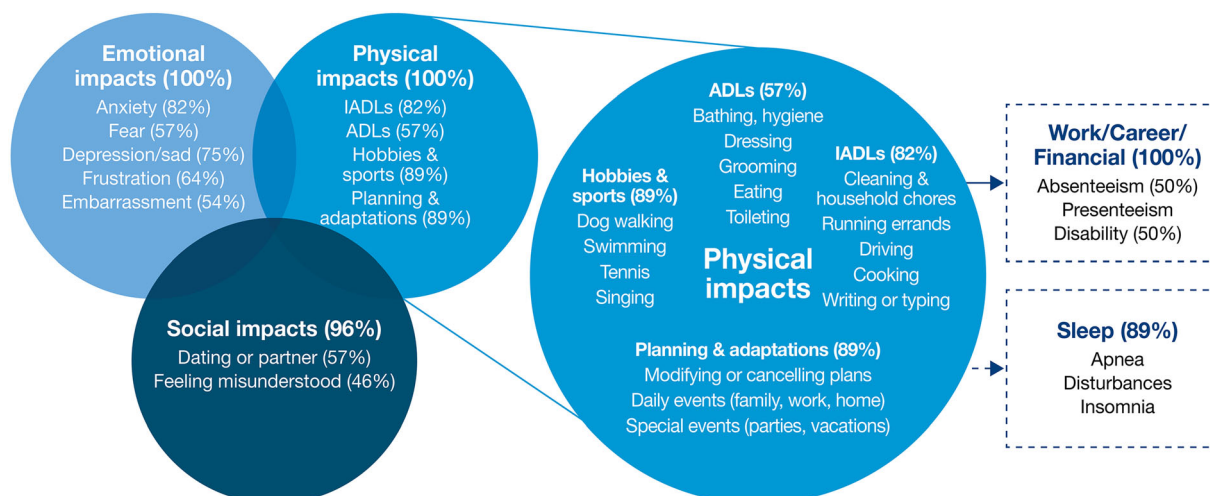 Emotional
impacts (100%)
Anxiety (82%)
Fear (57%)
Depression/sad (75%)
Frustration (64%)
Embarrassment (54%)
Physical
impacts (100%)
IADLs (82%)
ADLs (57%)
Hobbies &
sports (89%)
Planning &
adaptations (89%)
Social impacts (96%)
Dating or partner (57%)
Feeling misunderstood (46%)
ADLs (57%)
Bathing, hygiene
Dressing
Grooming
Eating
Toileting
Hobbies &
sports (89%)
Dog walking
Swimming
Tennis
Singing
IADLs (82%)
Cleaning &
household chores
Running errands
Driving
Cooking
Writing or typing
Physical
impacts
Planning & adaptations (89%)
Modifying or cancelling plans
Daily events (family, work, home)
Special events (parties, vacations)
Work/Career/
Financial (100%)
Absenteeism (50%)
Presenteeism
Disability (50%)
Sleep (89%)
Apnea
Disturbances
Insomnia